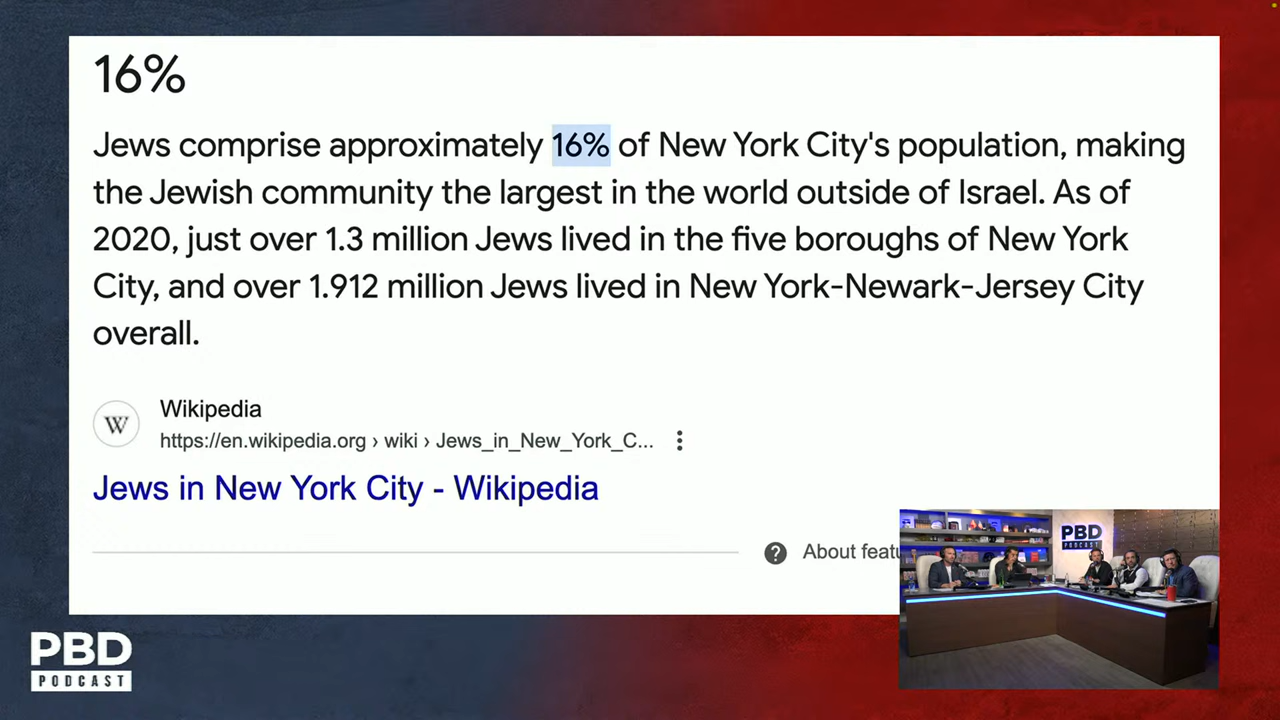 16%
Jews comprise approximately 16% of New York City's population, making
the Jewish community the largest in the world outside of Israel. As of
2020, just over 1.3 million Jews lived in the five boroughs of New York
City, and over 1.912 million Jews lived in New York-Newark-Jersey City
overall.
W
Wikipedia
https://en.wikipedia.org › wiki › Jews_in_New_York_C...
Jews in New York City - Wikipedia
? About featu
PBD
PODCAST
PBD
PODCAST